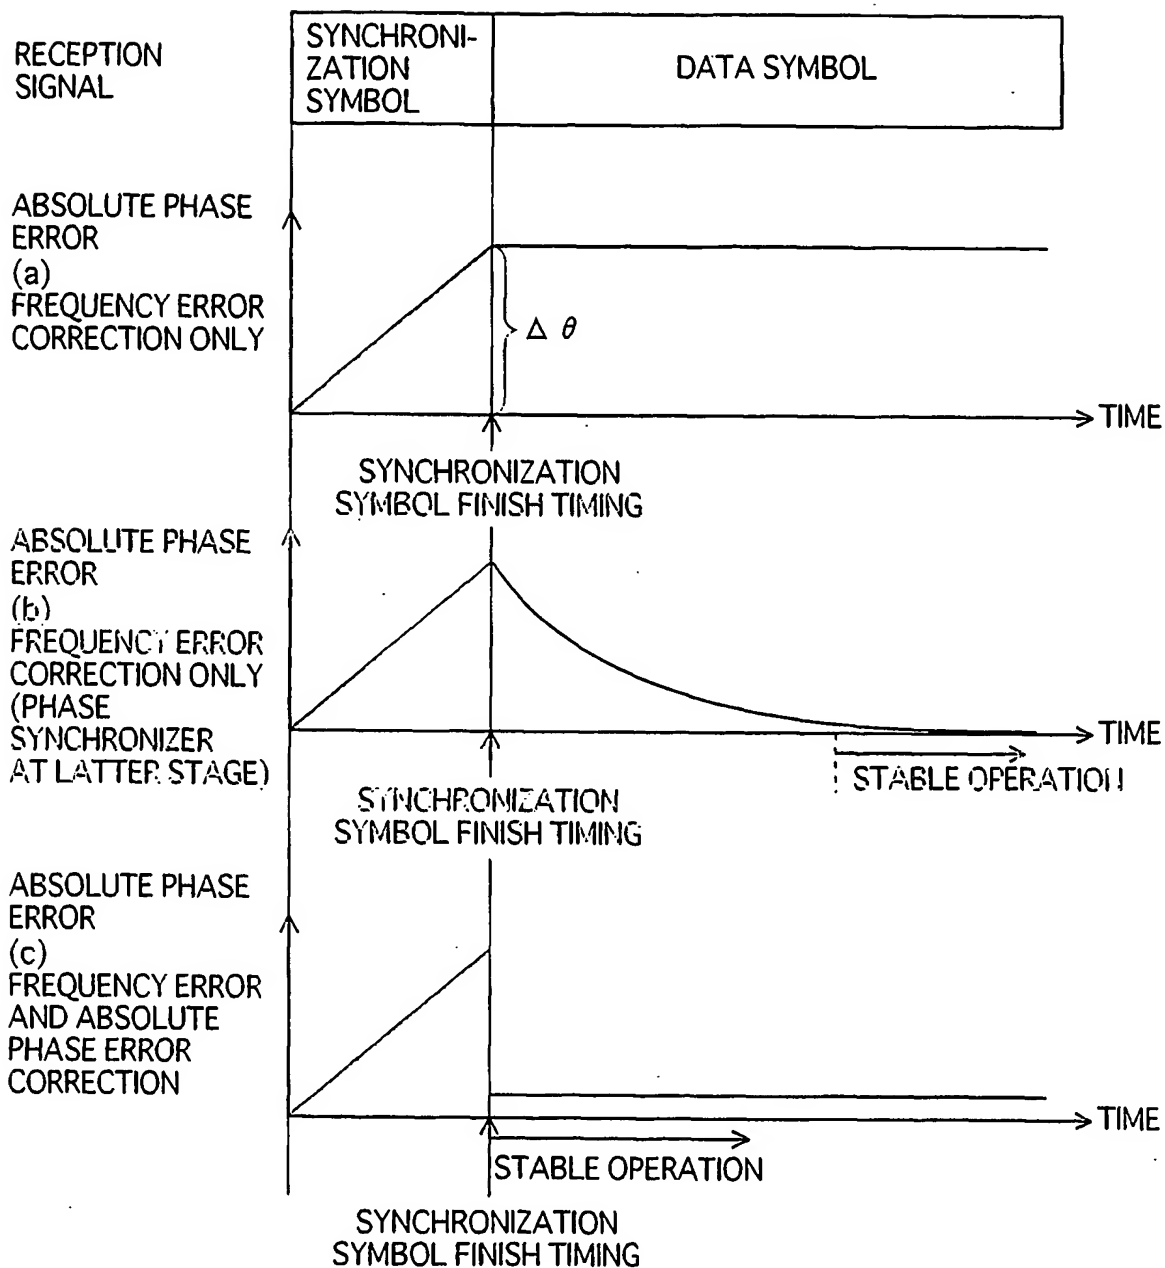 RECEPTION
SIGNAL
SYNCHRONI-
ZATION
SYMBOL
DATA SYMBOL
ABSOLUTE PHASE
ERROR
(a)
FREQUENCY ERROR
CORRECTION ONLY
Δ θ
TIME
SYNCHRONIZATION
SYMBOL FINISH TIMING
ABSOLUTE PHASE
ERROR
(b)
FREQUENCY ERROR
CORRECTION ONLY
(PHASE
SYNCHRONIZER
AT LATTER STAGE)
TIME
STABLE OPERATION
SYNCHRONIZATION
SYMBOL FINISH TIMING
ABSOLUTE PHASE
ERROR
(c)
FREQUENCY ERROR
AND ABSOLUTE
PHASE ERROR
CORRECTION
TIME
STABLE OPERATION
SYNCHRONIZATION
SYMBOL FINISH TIMING